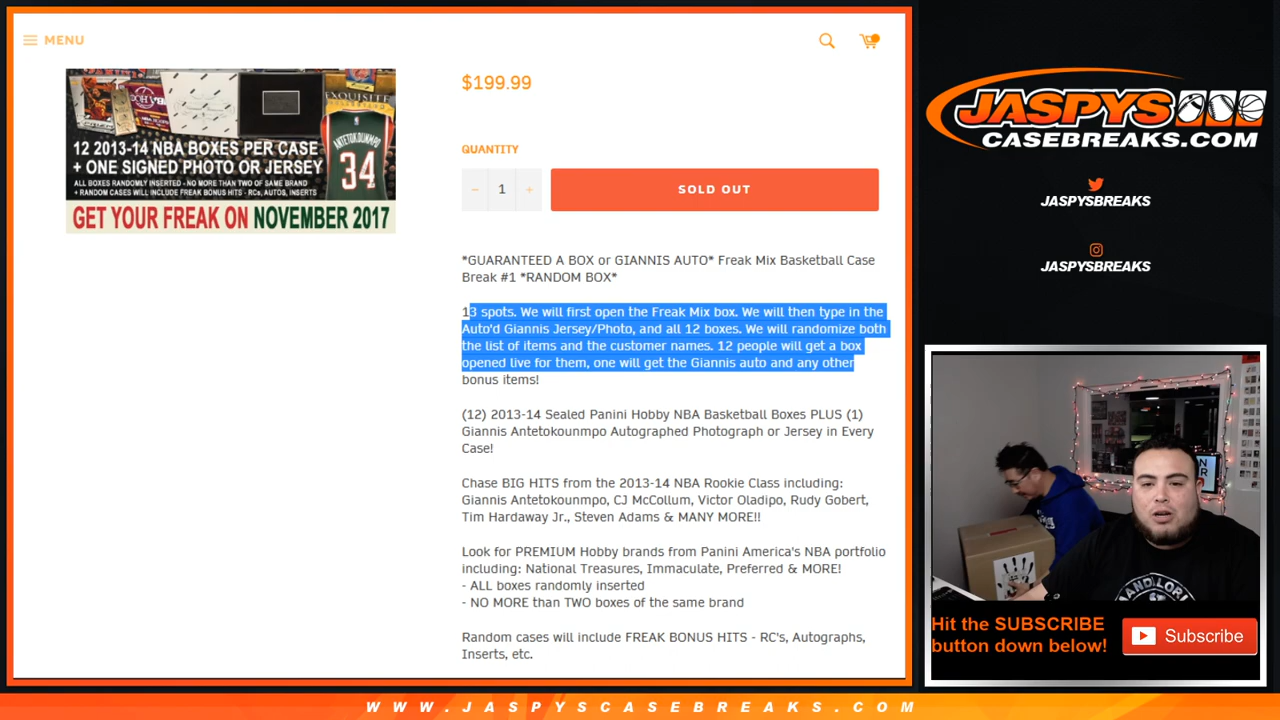 MENU
EXQUISITE
ANTETOKOUNMPO
34
12 2013-14 NBA BOXES PER CASE
+ ONE SIGNED PHOTO OR JERSEY
ALL BOXES RANDOMLY INSERTED - NO MORE THAN TWO OF SAME BRAND
+ RANDOM CASES WILL INCLUDE FREAK BONUS HITS - RCs, AUTOS, INSERTS
GET YOUR FREAK ON NOVEMBER 2017
$199.99
QUANTITY
− 1 +
SOLD OUT
*GUARANTEED A BOX or GIANNIS AUTO* Freak Mix Basketball Case
Break #1 *RANDOM BOX*
13 spots. We will first open the Freak Mix box. We will then type in the
Auto'd Giannis Jersey/Photo, and all 12 boxes. We will randomize both
the list of items and the customer names. 12 people will get a box
opened live for them, one will get the Giannis auto and any other
bonus items!
(12) 2013-14 Sealed Panini Hobby NBA Basketball Boxes PLUS (1)
Giannis Antetokounmpo Autographed Photograph or Jersey in Every
Case!
Chase BIG HITS from the 2013-14 NBA Rookie Class including:
Giannis Antetokounmpo, CJ McCollum, Victor Oladipo, Rudy Gobert,
Tim Hardaway Jr., Steven Adams & MANY MORE!!
Look for PREMIUM Hobby brands from Panini America's NBA portfolio
including: National Treasures, Immaculate, Preferred & MORE!
- ALL boxes randomly inserted
- NO MORE than TWO boxes of the same brand
Random cases will include FREAK BONUS HITS - RC's, Autographs,
Inserts, etc.
JASPYS
CASEBREAKS.COM
JASPYSBREAKS
JASPYSBREAKS
Hit the SUBSCRIBE
button down below!
Subscribe
WWW.JASPYSCASEBREAKS.COM